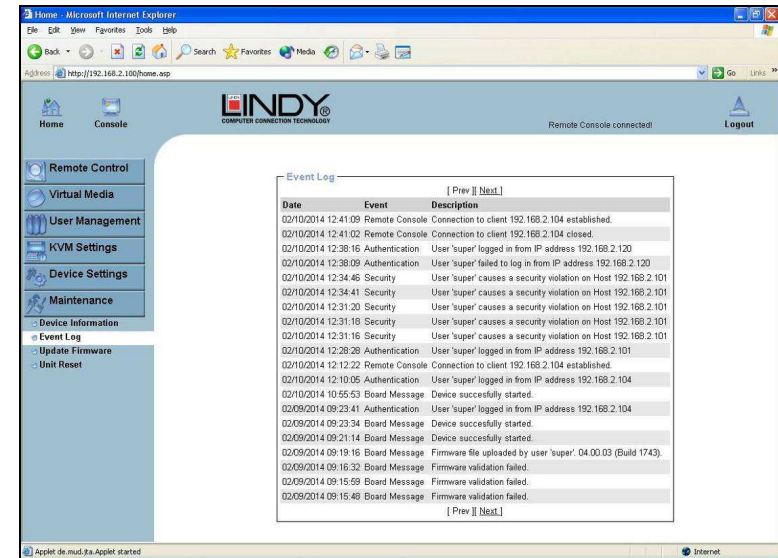 Home - Microsoft Internet Explorer
File Edit View Favorites Tools Help
Back Search Favorites Media
Address http://192.168.2.100/home.asp Go Links »
Home Console
LINDY®
COMPUTER CONNECTION TECHNOLOGY
Remote Console connected!
Logout
Remote Control
Virtual Media
User Management
KVM Settings
Device Settings
Maintenance
Device Information
Event Log
Update Firmware
Unit Reset
Event Log
[ Prev ][ Next ]
Date Event Description
02/10/2014 12:41:09 Remote Console Connection to client 192.168.2.104 established.
02/10/2014 12:41:02 Remote Console Connection to client 192.168.2.104 closed.
02/10/2014 12:38:16 Authentication User 'super' logged in from IP address 192.168.2.120
02/10/2014 12:38:09 Authentication User 'super' failed to log in from IP address 192.168.2.120
02/10/2014 12:34:46 Security User 'super' causes a security violation on Host 192.168.2.101
02/10/2014 12:34:41 Security User 'super' causes a security violation on Host 192.168.2.101
02/10/2014 12:31:20 Security User 'super' causes a security violation on Host 192.168.2.101
02/10/2014 12:31:18 Security User 'super' causes a security violation on Host 192.168.2.101
02/10/2014 12:31:16 Security User 'super' causes a security violation on Host 192.168.2.101
02/10/2014 12:28:28 Authentication User 'super' logged in from IP address 192.168.2.101
02/10/2014 12:12:22 Remote Console Connection to client 192.168.2.104 established.
02/10/2014 12:10:05 Authentication User 'super' logged in from IP address 192.168.2.104
02/10/2014 10:55:53 Board Message Device succesfully started.
02/09/2014 09:23:41 Authentication User 'super' logged in from IP address 192.168.2.104
02/09/2014 09:23:34 Board Message Device succesfully started.
02/09/2014 09:21:14 Board Message Device succesfully started.
02/09/2014 09:19:16 Board Message Firmware file uploaded by user 'super'. 04.00.03 (Build 1743).
02/09/2014 09:16:32 Board Message Firmware validation failed.
02/09/2014 09:15:59 Board Message Firmware validation failed.
02/09/2014 09:15:48 Board Message Firmware validation failed.
[ Prev ][ Next ]
Applet de.mud.jta.Applet started
Internet